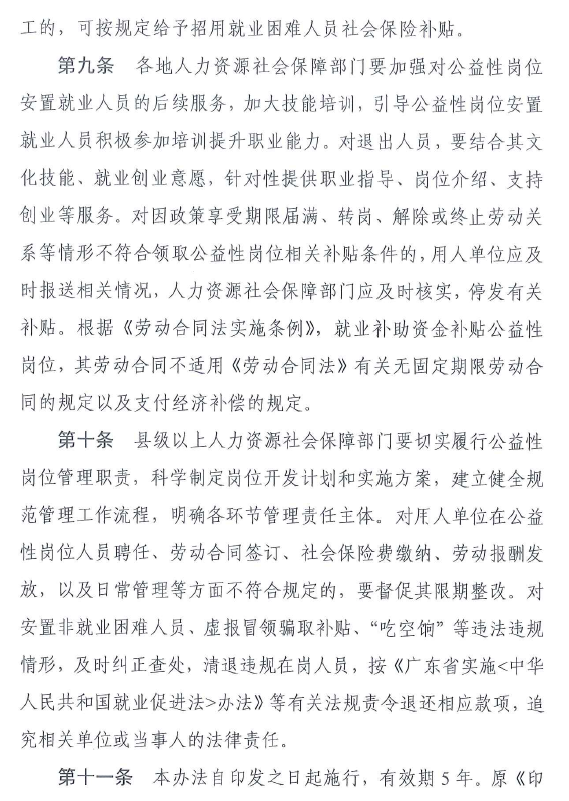 工的，可按规定给予招用就业困难人员社会保险补贴。
第九条 各地人力资源社会保障部门要加强对公益性岗位
安置就业人员的后续服务，加大技能培训，引导公益性岗位安置
就业人员积极参加培训提升职业能力。对退出人员，要结合其文
化技能、就业创业意愿，针对性提供职业指导、岗位介绍、支持
创业等服务。对因政策享受期限届满、转岗、解除或终止劳动关
系等情形不符合领取公益性岗位相关补贴条件的，用人单位应及
时报送相关情况，人力资源社会保障部门应及时核实，停发有关
补贴。根据《劳动合同法实施条例》，就业补助资金补贴公益性
岗位，其劳动合同不适用《劳动合同法》有关无固定期限劳动合
同的规定以及支付经济补偿的规定。
第十条 县级以上人力资源社会保障部门要切实履行公益性
岗位管理职责，科学制定岗位开发计划和实施方案，建立健全规
范管理工作流程，明确各环节管理责任主体。对用人单位在公益
性岗位人员聘任、劳动合同签订、社会保险费缴纳、劳动报酬发
放，以及日常管理等方面不符合规定的，要督促其限期整改。对
安置非就业困难人员、虚报冒领骗取补贴、“吃空饷”等违法违规
情形，及时纠正查处，清退违规在岗人员，按《广东省实施<中华
人民共和国就业促进法>办法》等有关法规责令退还相应款项，追
究相关单位或当事人的法律责任。
第十一条 本办法自印发之日起施行，有效期 5 年。原《印